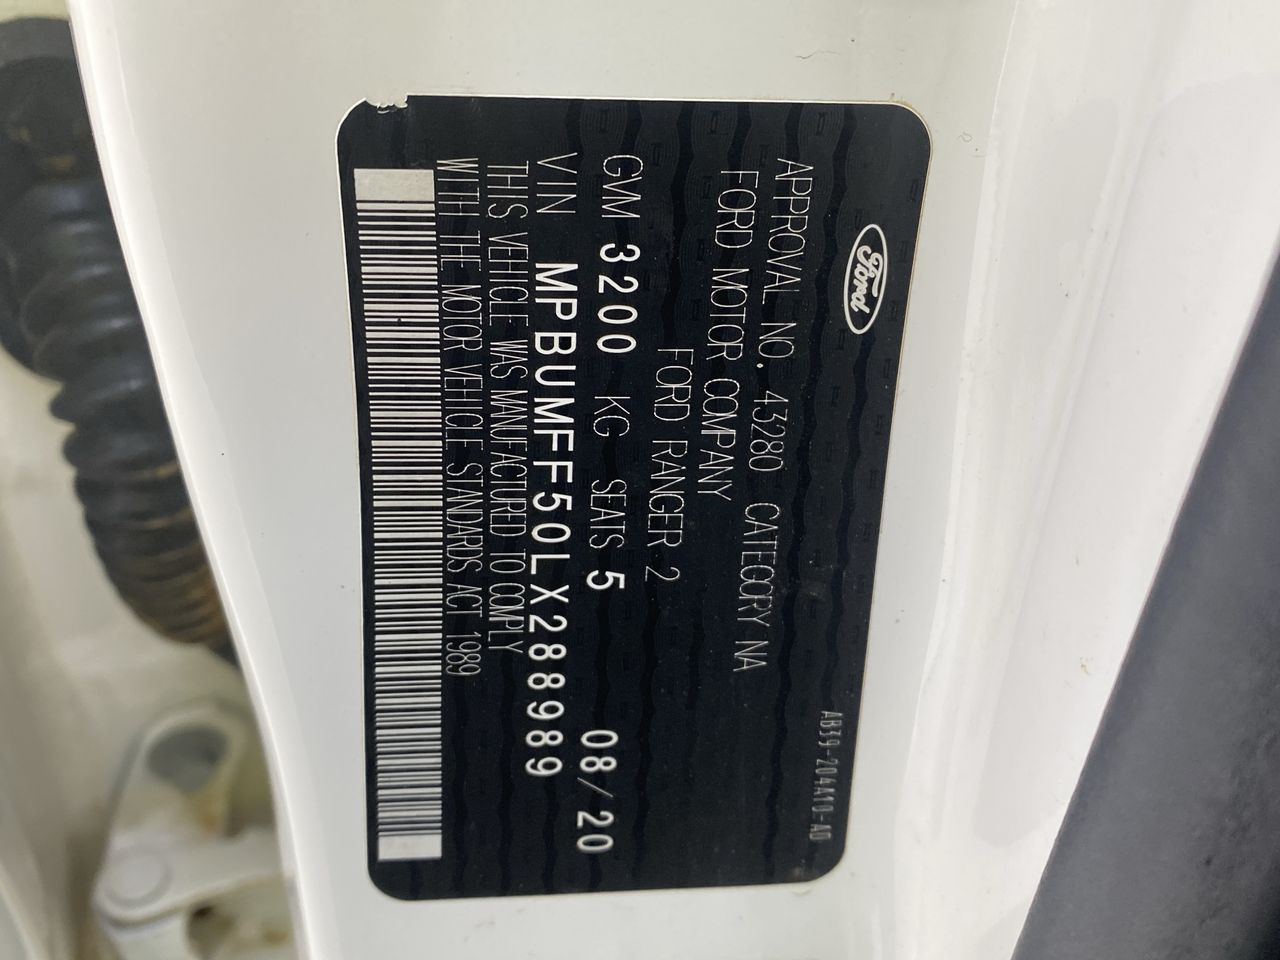 Ford
AB39-204A10-AD
APPROVAL NO. 43280 CATEGORY NA
FORD MOTOR COMPANY
FORD RANGER 2
GVM 3200 KG SEATS 5 08/20
VIN MPBUMFF50LX288989
THIS VEHICLE WAS MANUFACTURED TO COMPLY
WITH THE MOTOR VEHICLE STANDARDS ACT 1989